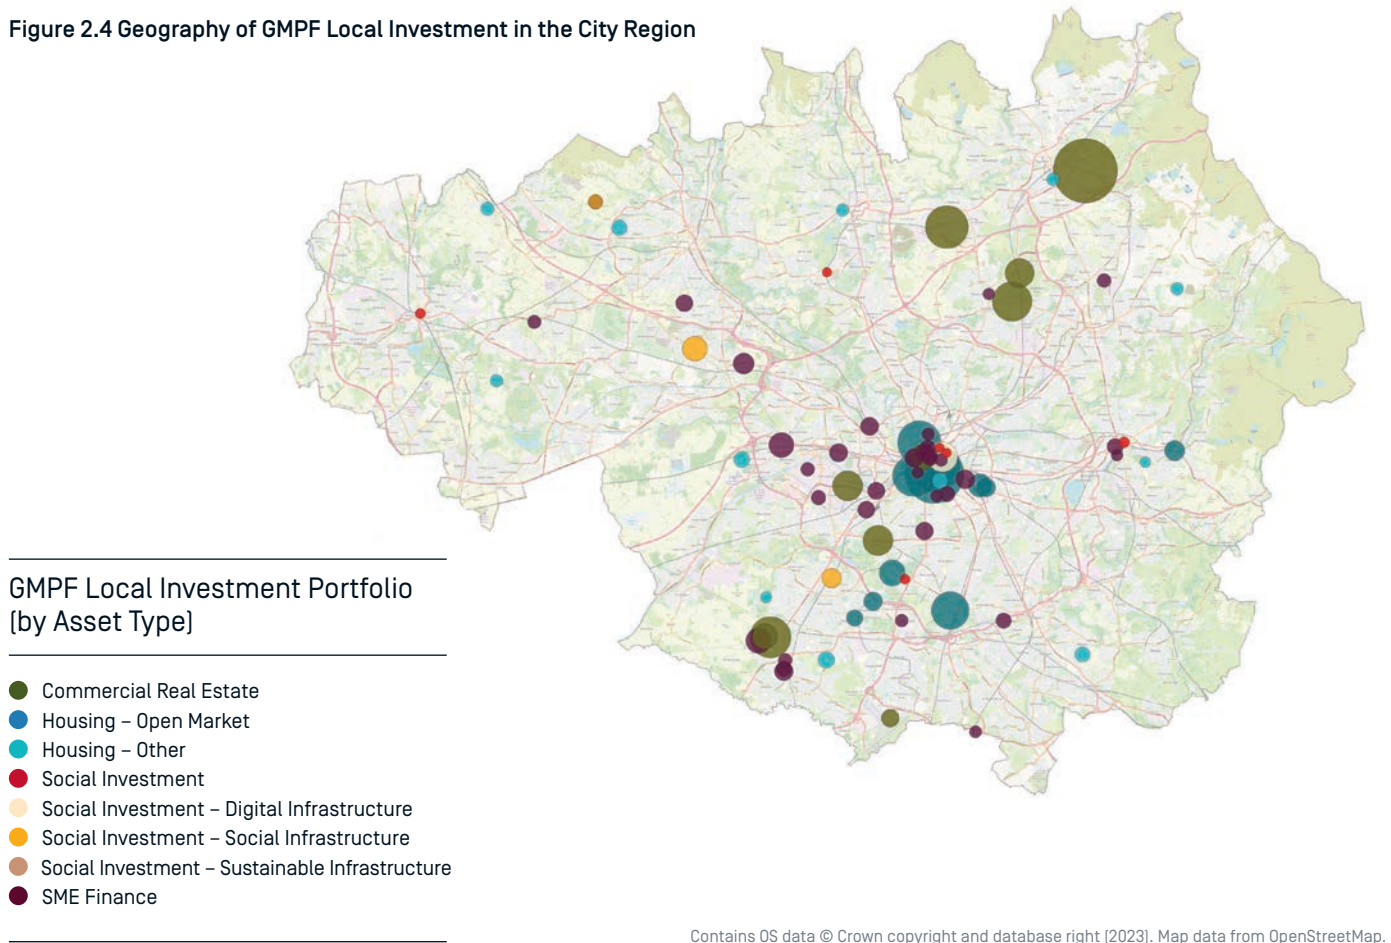 Figure 2.4 Geography of GMPF Local Investment in the City Region
GMPF Local Investment Portfolio
(by Asset Type)
Commercial Real Estate
Housing – Open Market
Housing – Other
Social Investment
Social Investment – Digital Infrastructure
Social Investment – Social Infrastructure
Social Investment – Sustainable Infrastructure
SME Finance
Contains OS data © Crown copyright and database right (2023). Map data from OpenStreetMap.